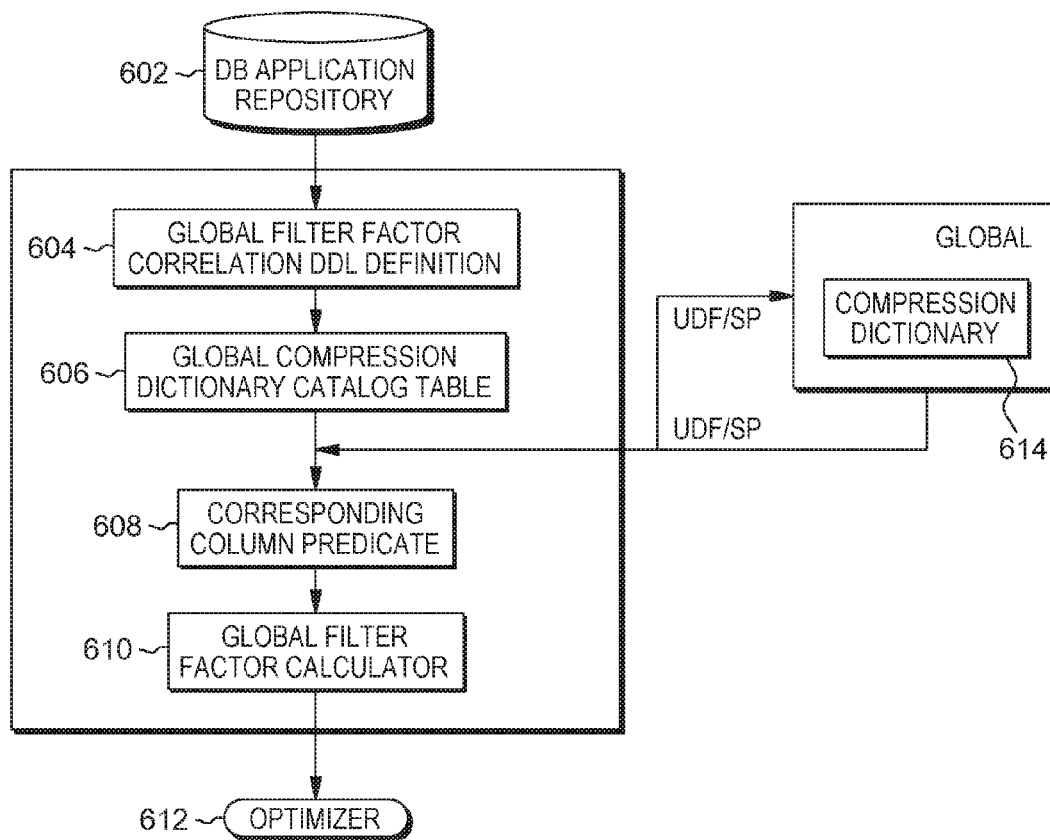 602
DB APPLICATION
REPOSITORY
604
GLOBAL FILTER FACTOR
CORRELATION DDL DEFINITION
606
GLOBAL COMPRESSION
DICTIONARY CATALOG TABLE
UDF/SP
UDF/SP
GLOBAL
COMPRESSION
DICTIONARY
614
608
CORRESPONDING
COLUMN PREDICATE
610
GLOBAL FILTER
FACTOR CALCULATOR
612
OPTIMIZER